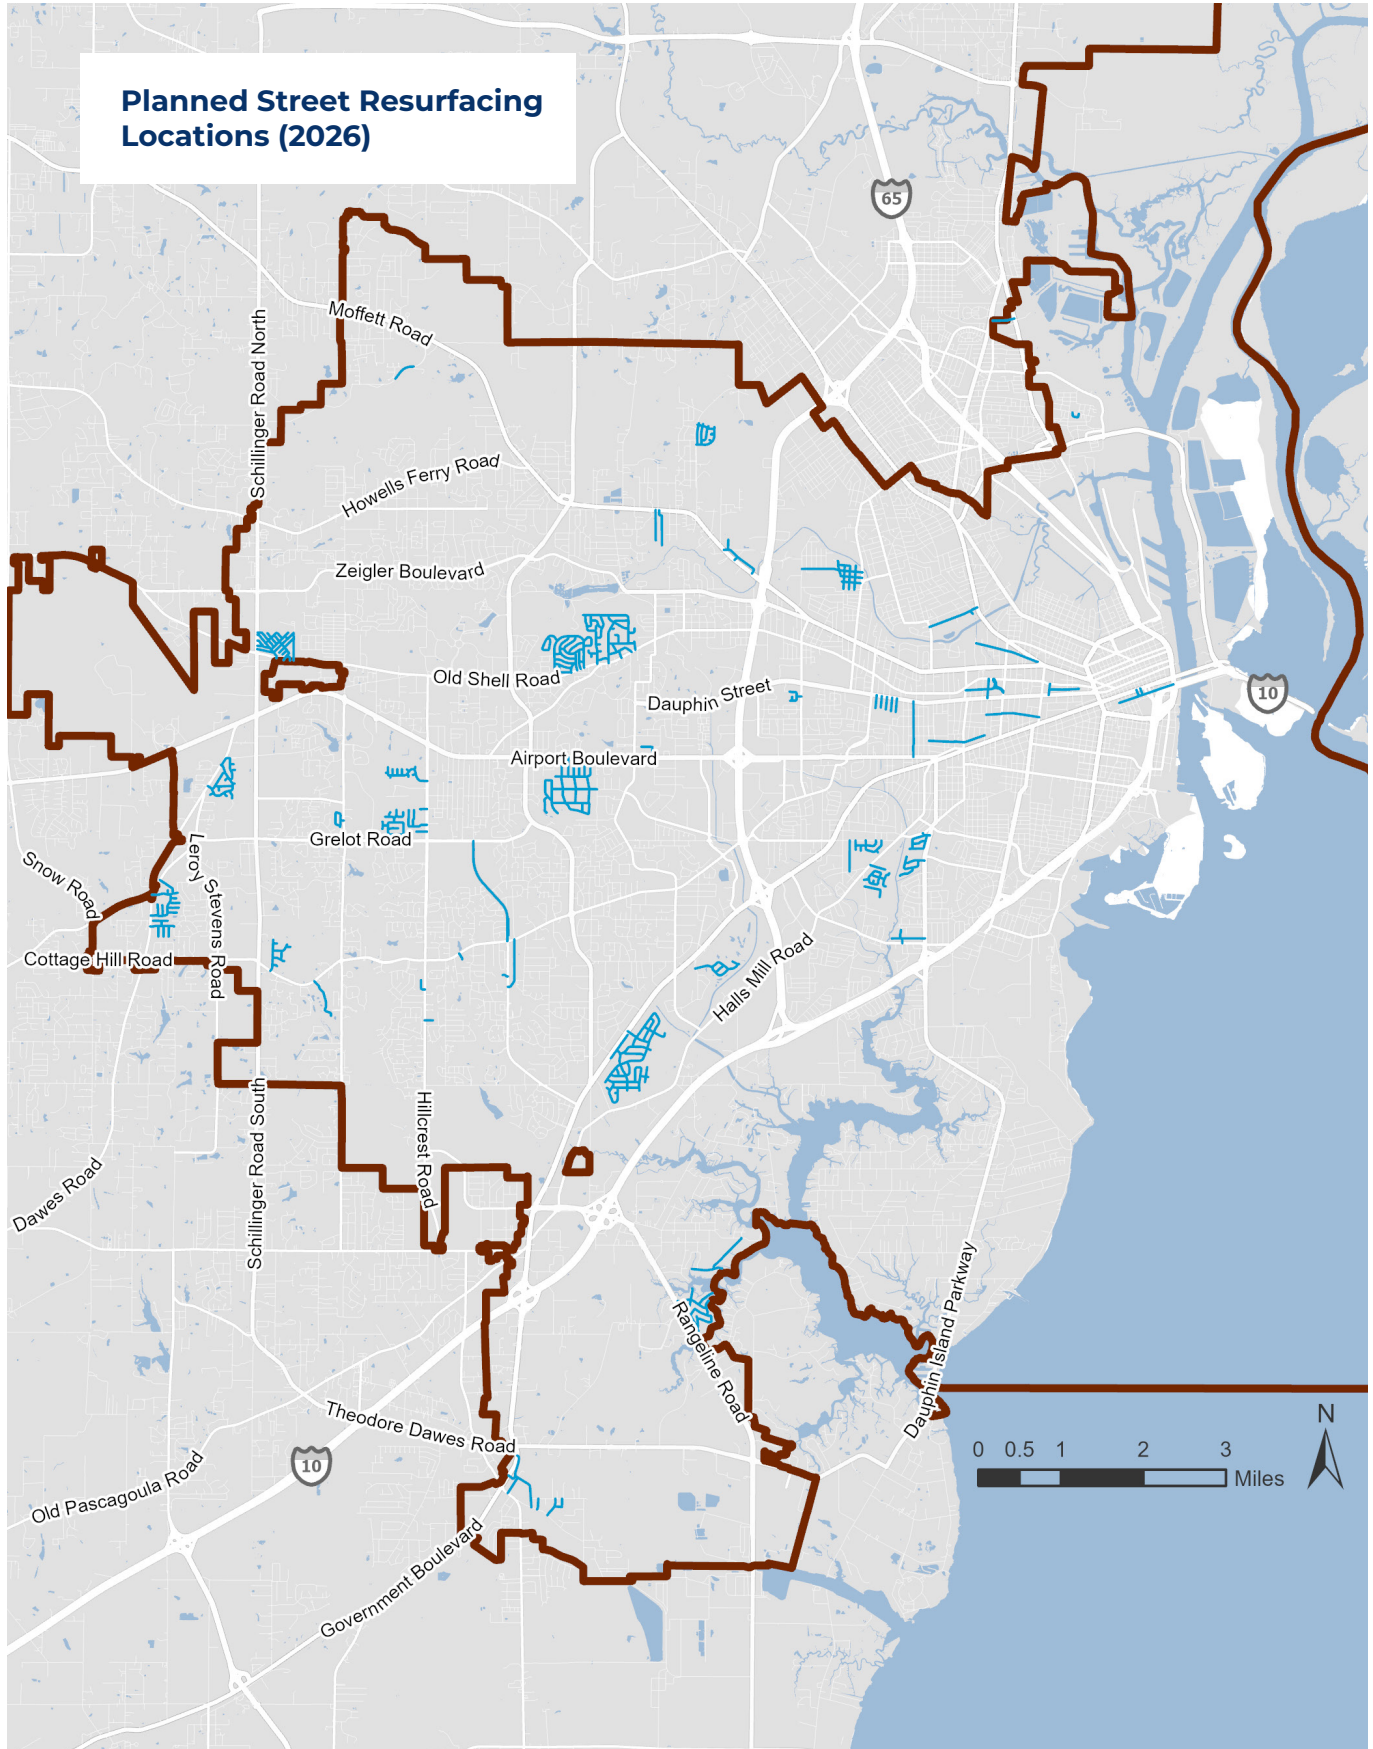 Planned Street Resurfacing
Locations (2026)
65
Moffett Road
Schillinger Road North
Howells Ferry Road
Zeigler Boulevard
Old Shell Road
Dauphin Street
10
Airport Boulevard
Grelot Road
Leroy Stevens Road
Snow Road
Cottage Hill Road
Halls Mill Road
Schillinger Road South
Hillcrest Road
Dawes Road
Rangeline Road
Dauphin Island Parkway
Theodore Dawes Road
N
0 0.5 1 2 3
Miles
10
Old Pascagoula Road
Government Boulevard